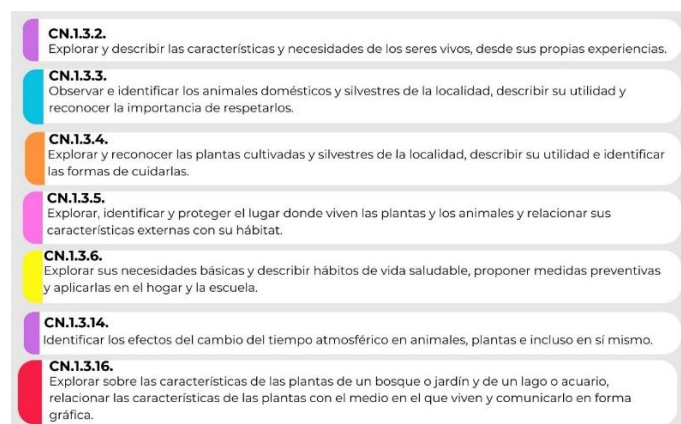 CN.1.3.2.
Explorar y describir las características y necesidades de los seres vivos, desde sus propias experiencias.
CN.1.3.3.
Observar e identificar los animales domésticos y silvestres de la localidad, describir su utilidad y
reconocer la importancia de respetarlos.
CN.1.3.4.
Explorar y reconocer las plantas cultivadas y silvestres de la localidad, describir su utilidad e identificar
las formas de cuidarlas.
CN.1.3.5.
Explorar, identificar y proteger el lugar donde viven las plantas y los animales y relacionar sus
características externas con su hábitat.
CN.1.3.6.
Explorar sus necesidades básicas y describir hábitos de vida saludable, proponer medidas preventivas
y aplicarlas en el hogar y la escuela.
CN.1.3.14.
Identificar los efectos del cambio del tiempo atmosférico en animales, plantas e incluso en sí mismo.
CN.1.3.16.
Explorar sobre las características de las plantas de un bosque o jardín y de un lago o acuario,
relacionar las características de las plantas con el medio en el que viven y comunicarlo en forma
gráfica.